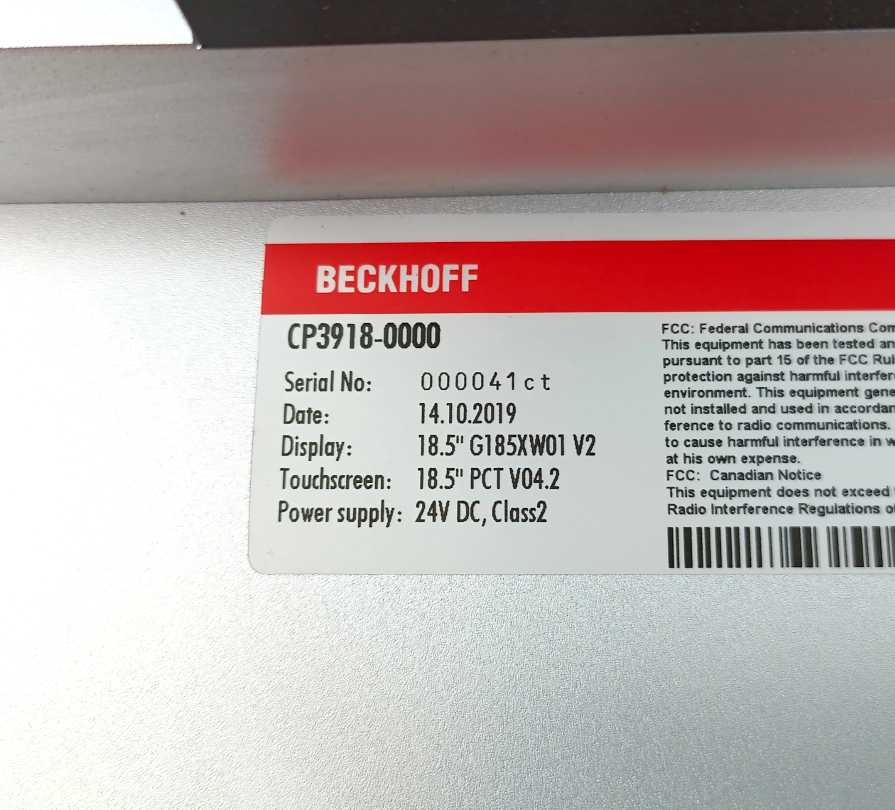 BECKHOFF
CP3918-0000
Serial No: 000041ct
Date: 14.10.2019
Display: 18.5" G185XW01 V2
Touchscreen: 18.5" PCT V04.2
Power supply: 24V DC, Class2
FCC: Federal Communications
This equipment has been tested
pursuant to part 15 of the FCC
protection against harmful
environment. This equipment
not installed and used in
ference to radio communications.
to cause harmful interference in
at his own expense.
FCC: Canadian Notice
This equipment does not exceed
Radio Interference Regulations